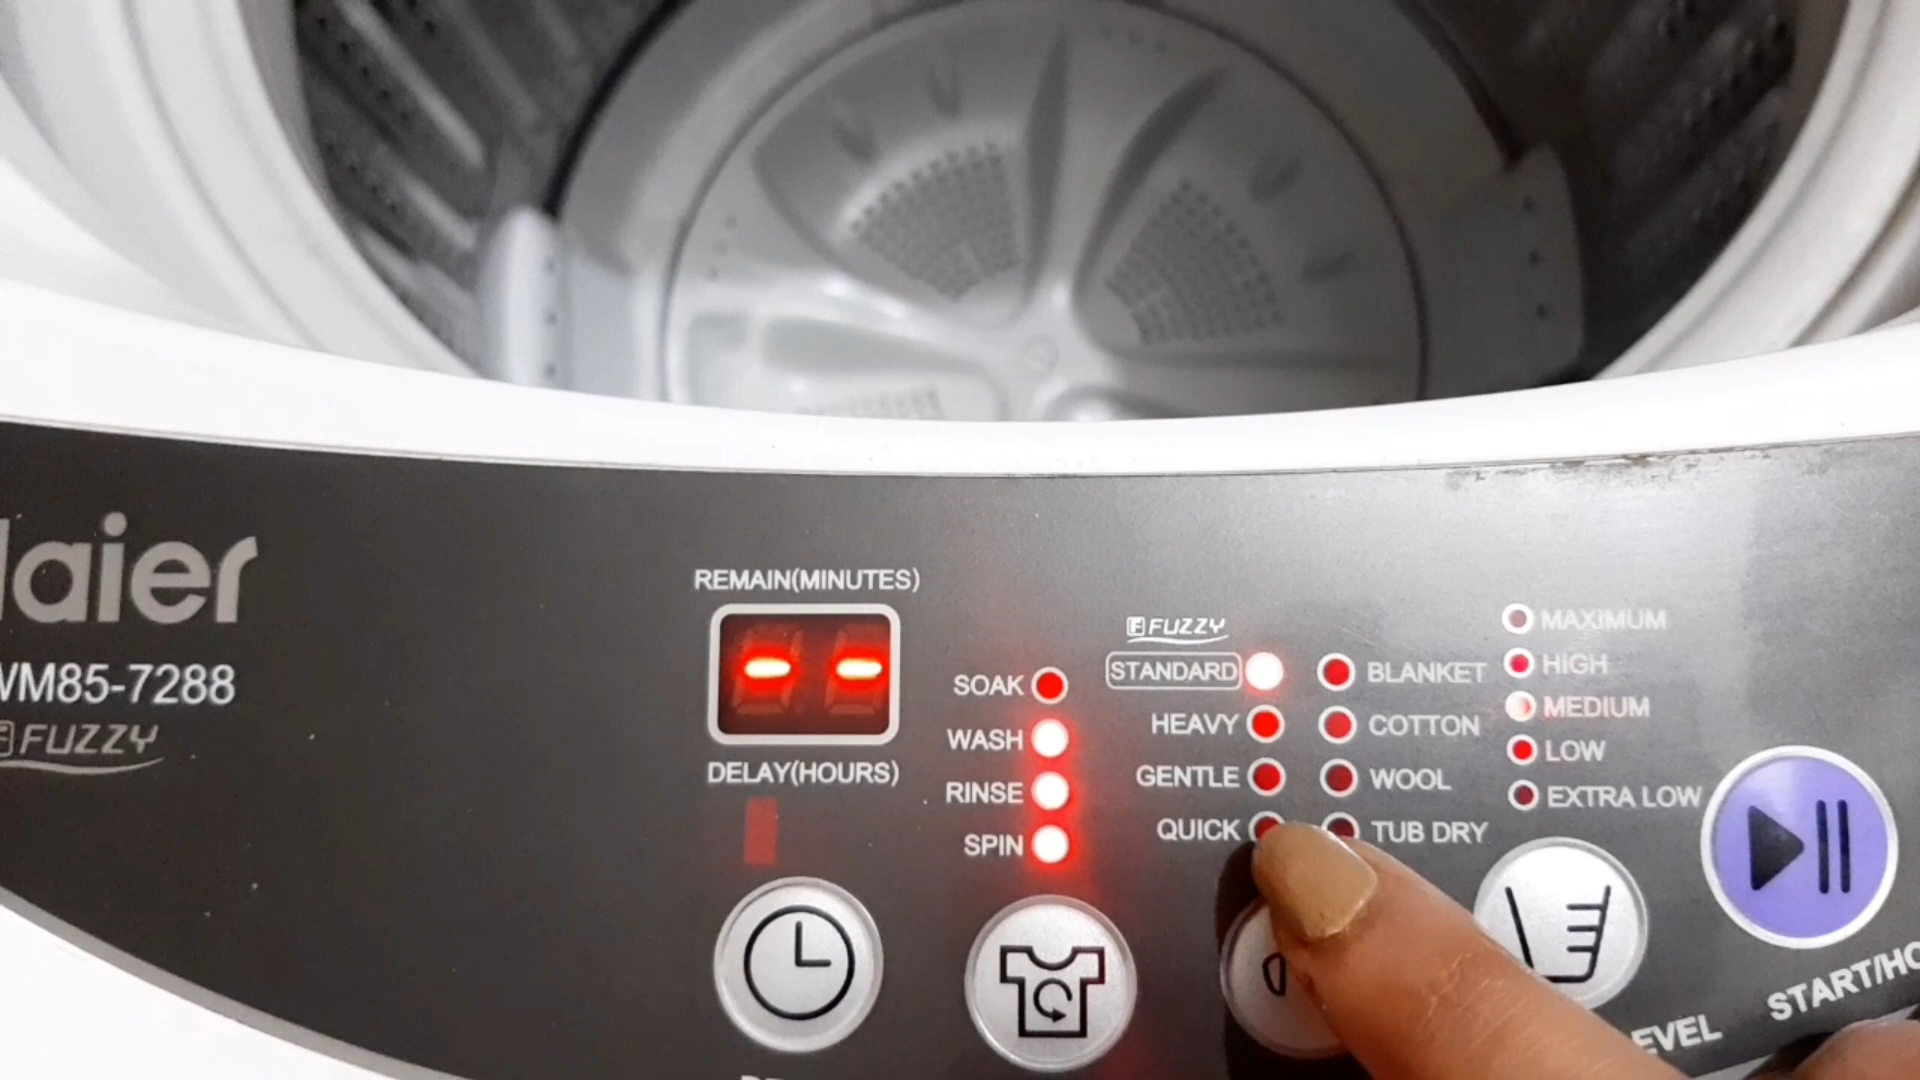 aier
WM85-7288
FUZZY
REMAIN(MINUTES)
--
DELAY(HOURS)
SOAK
WASH
RINSE
SPIN
FUZZY
STANDARD
HEAVY
GENTLE
QUICK
BLANKET
COTTON
WOOL
TUB DRY
MAXIMUM
HIGH
MEDIUM
LOW
EXTRA LOW
EVEL
START/HO